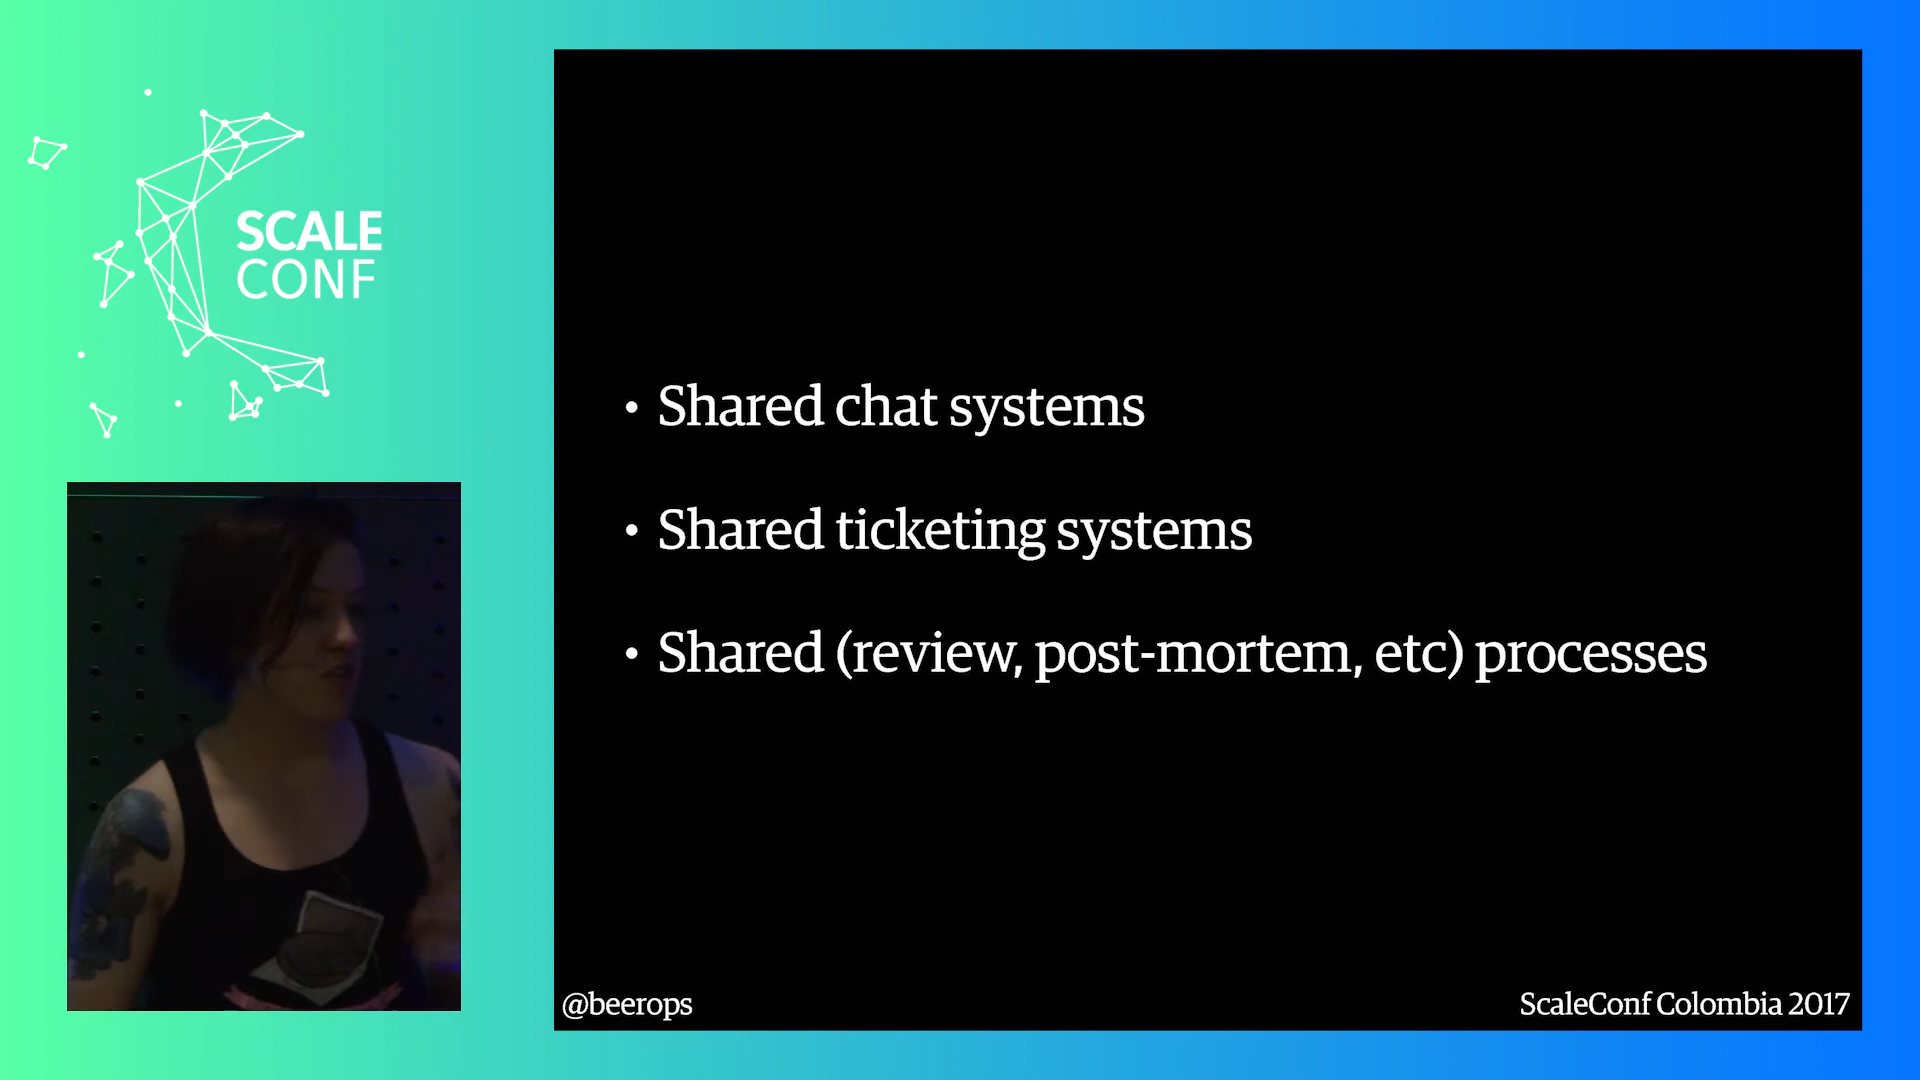 SCALE
CONF
• Shared chat systems
• Shared ticketing systems
• Shared (review, post-mortem, etc) processes
@beerops
ScaleConf Colombia 2017